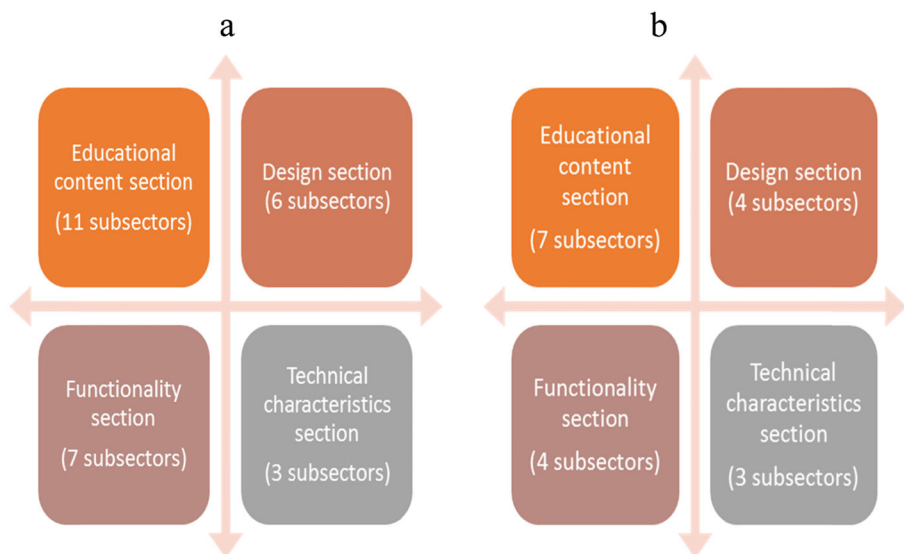 a
Educational
content section
(11 subsectors)
Design section
(6 subsectors)
Functionality
section
(7 subsectors)
Technical
characteristics
section
(3 subsectors)
b
Educational
content
section
(7 subsectors)
Design section
(4 subsectors)
Functionality
section
(4 subsectors)
Technical
characteristics
section
(3 subsectors)